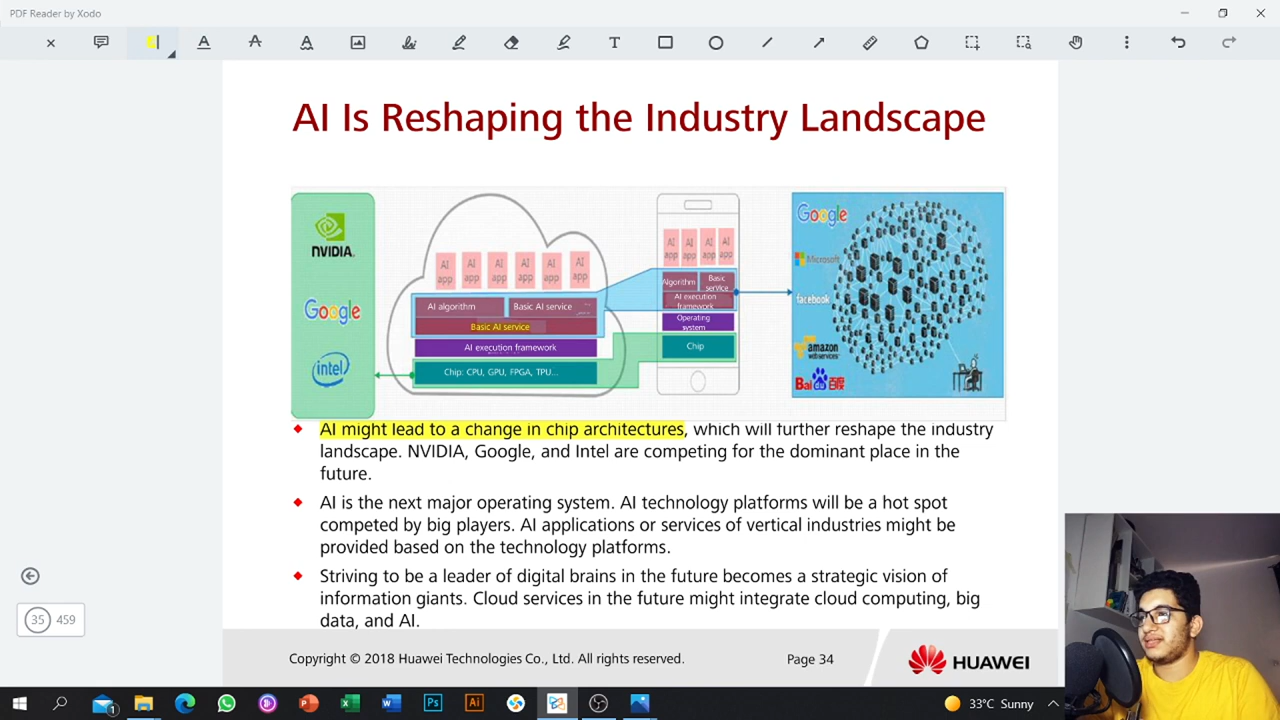 PDF Reader by Xodo
AI Is Reshaping the Industry Landscape
NVIDIA.
Google
intel
AI app AI app AI app AI app AI app AI app
AI algorithm Basic AI service ...
Basic AI service
AI execution framework
Chip: CPU, GPU, FPGA, TPU...
AI app AI app AI app AI app
Algorithm Basic service
AI execution framework
Operating system
Chip
Google
Microsoft
facebook
amazon
webservices
Bai 百度
AI might lead to a change in chip architectures, which will further reshape the industry
landscape. NVIDIA, Google, and Intel are competing for the dominant place in the
future.
AI is the next major operating system. AI technology platforms will be a hot spot
competed by big players. AI applications or services of vertical industries might be
provided based on the technology platforms.
Striving to be a leader of digital brains in the future becomes a strategic vision of
information giants. Cloud services in the future might integrate cloud computing, big
data, and AI.
35 459
Copyright © 2018 Huawei Technologies Co., Ltd. All rights reserved. Page 34 HUAWEI
33°C Sunny